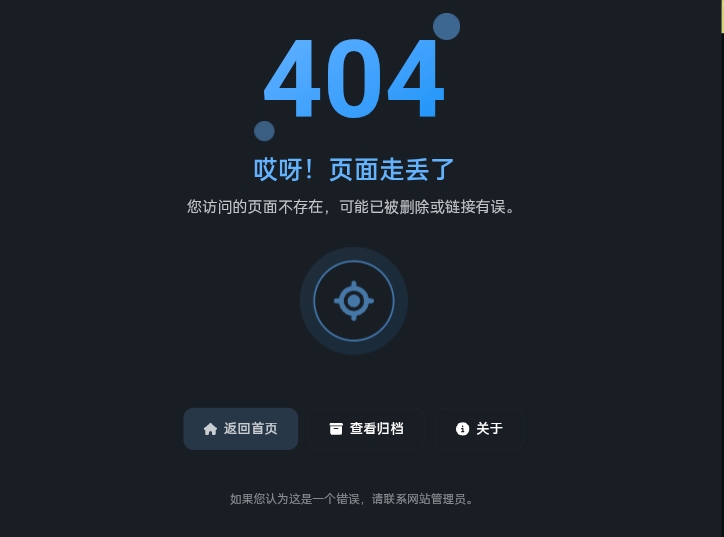 404
哎呀！页面走丢了
您访问的页面不存在，可能已被删除或链接有误。
返回首页 查看归档 关于
如果您认为这是一个错误，请联系网站管理员。